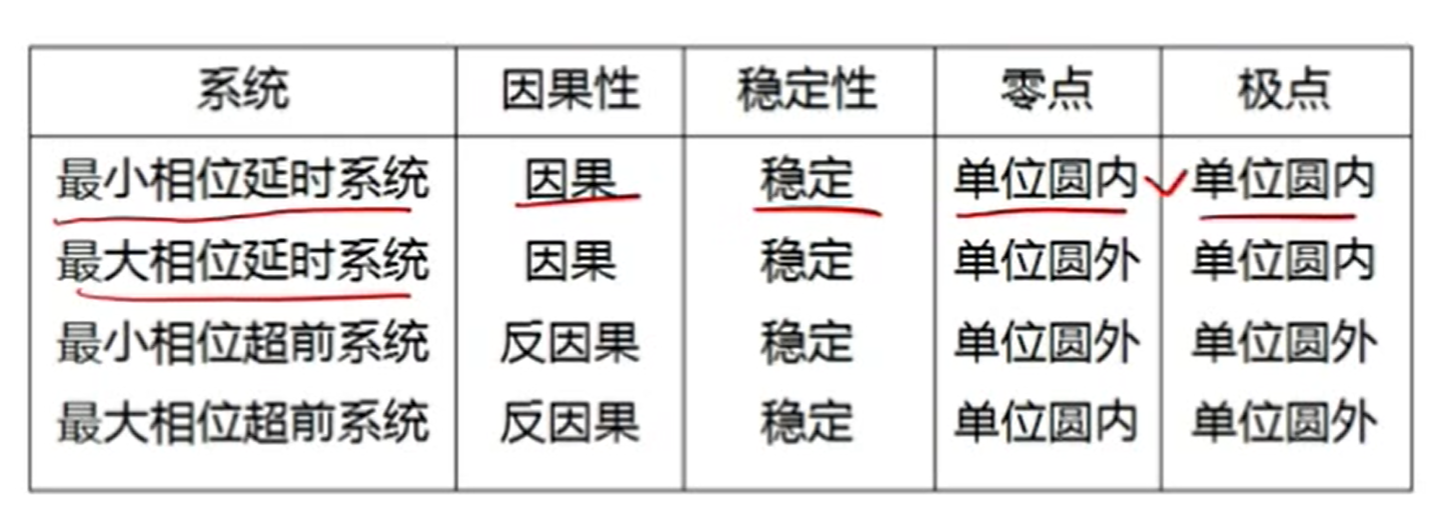 系统 因果性 稳定性 零点 极点
最小相位延时系统 因果 稳定 单位圆内 单位圆内
最大相位延时系统 因果 稳定 单位圆外 单位圆内
最小相位超前系统 反因果 稳定 单位圆外 单位圆外
最大相位超前系统 反因果 稳定 单位圆内 单位圆外